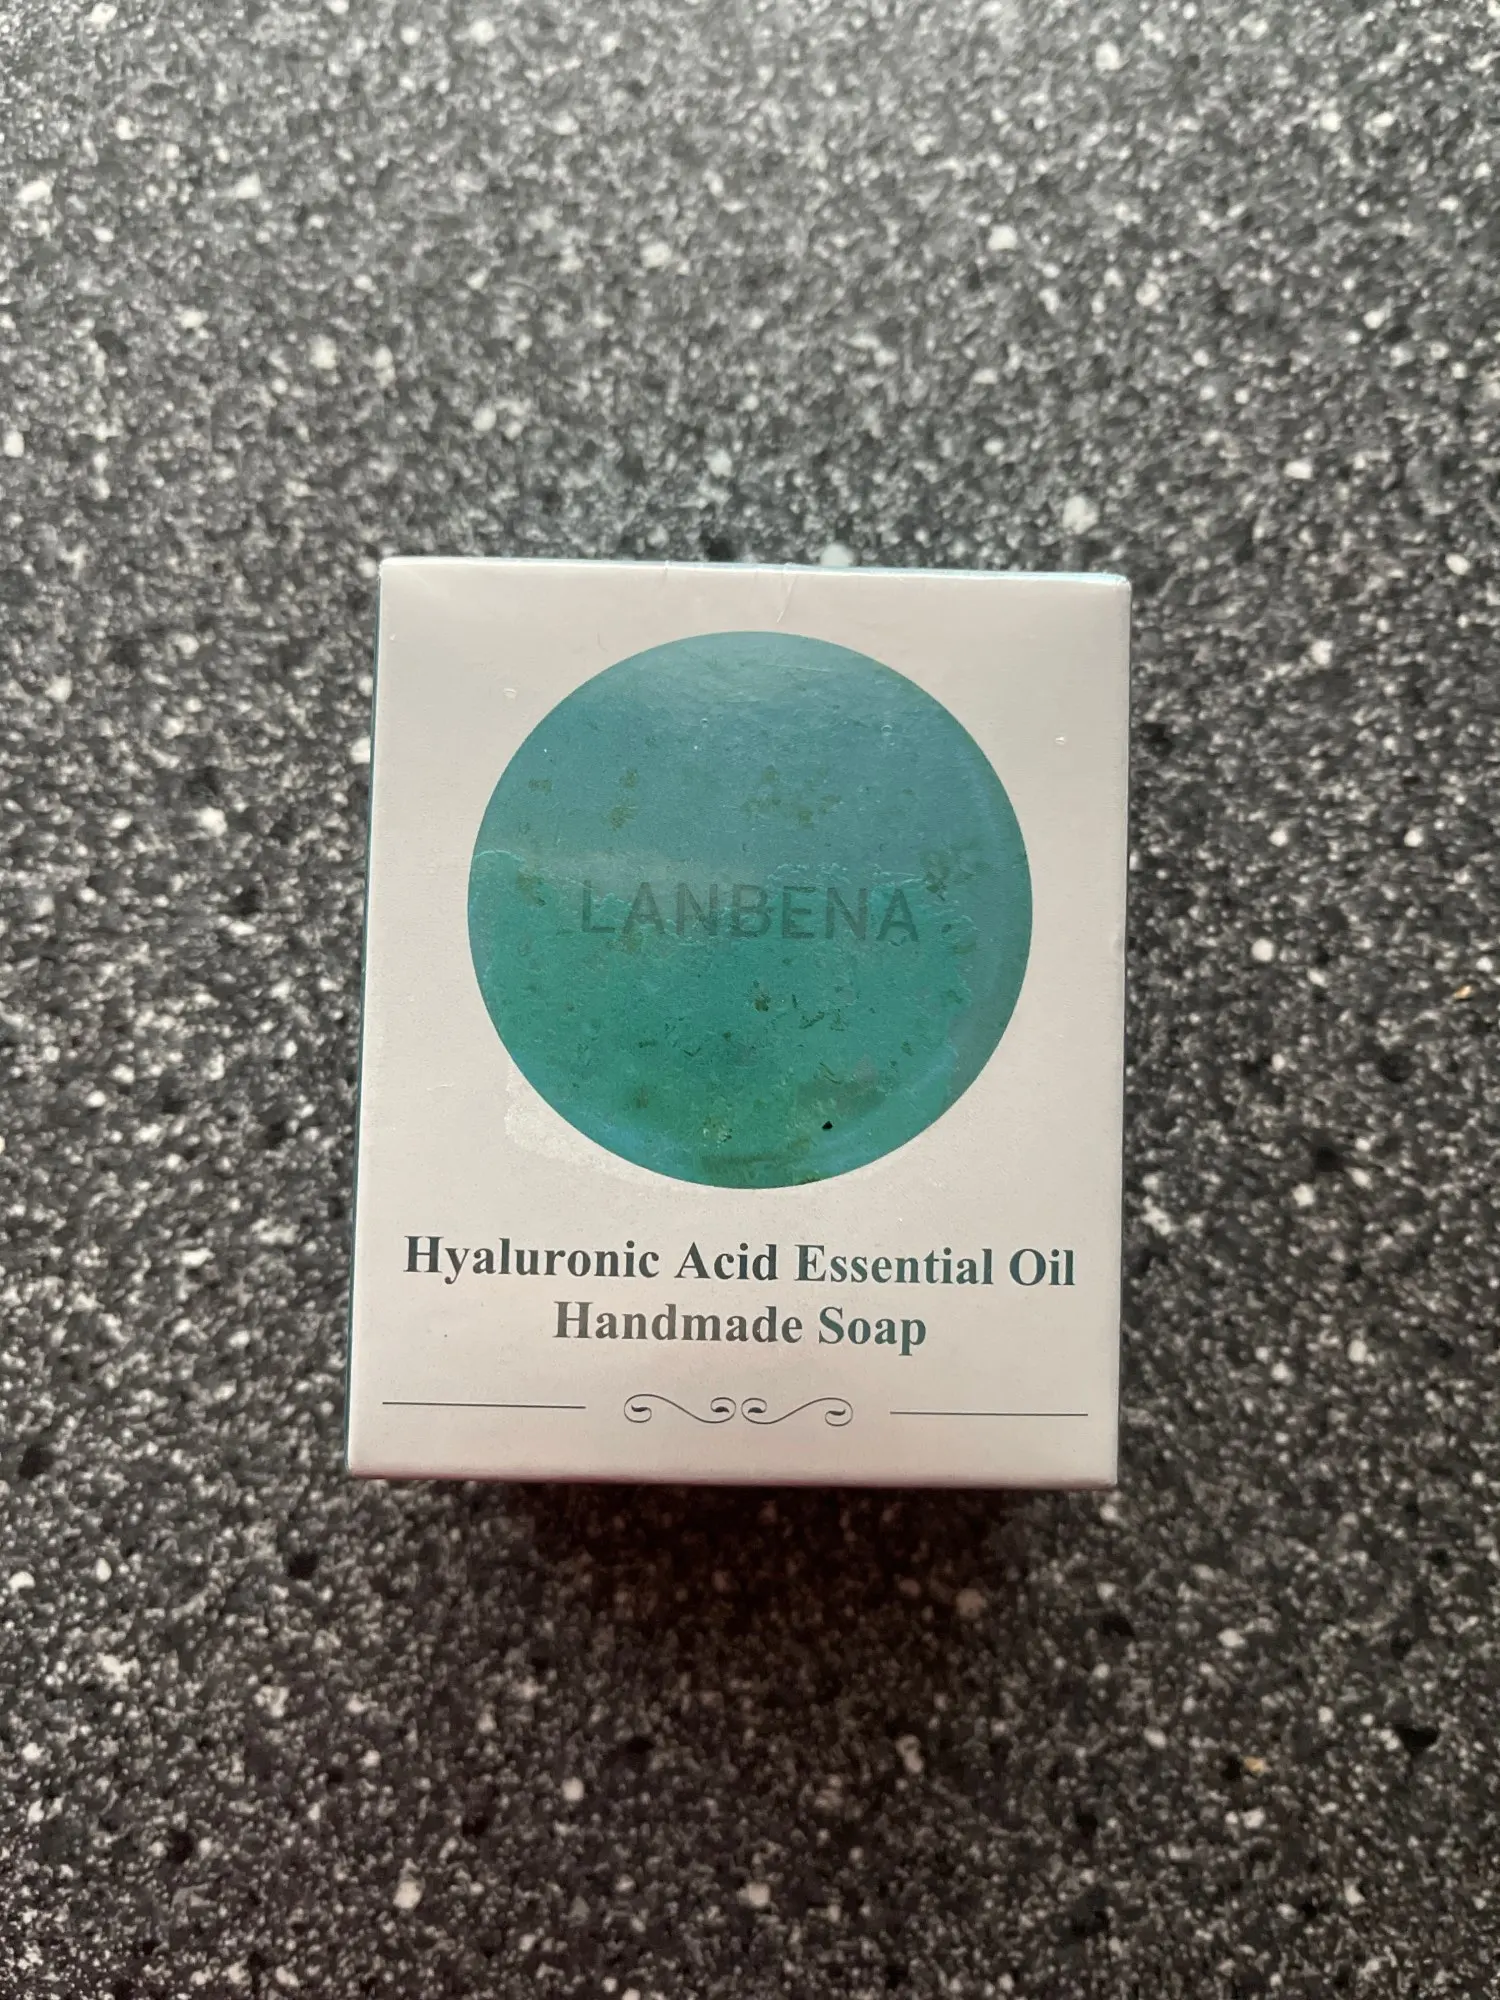 LANBENA
Hyaluronic Acid Essential Oil
Handmade Soap